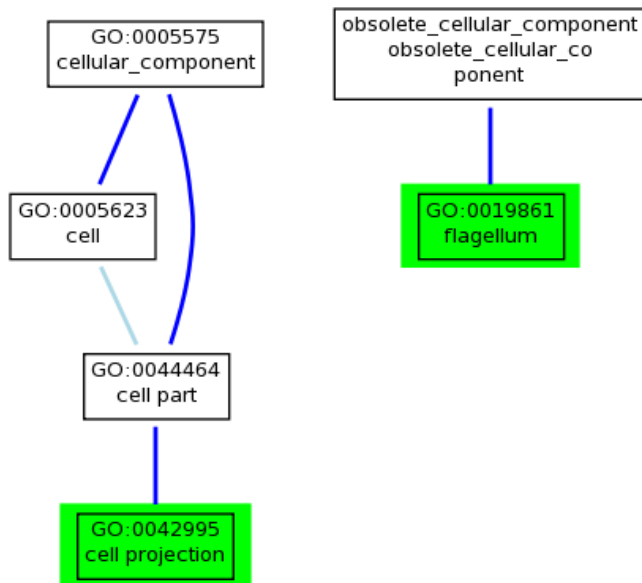 GO:0005575
cellular_component
obsolete_cellular_component
obsolete_cellular_co
ponent
GO:0005623
cell
GO:0019861
flagellum
GO:0044464
cell part
GO:0042995
cell projection